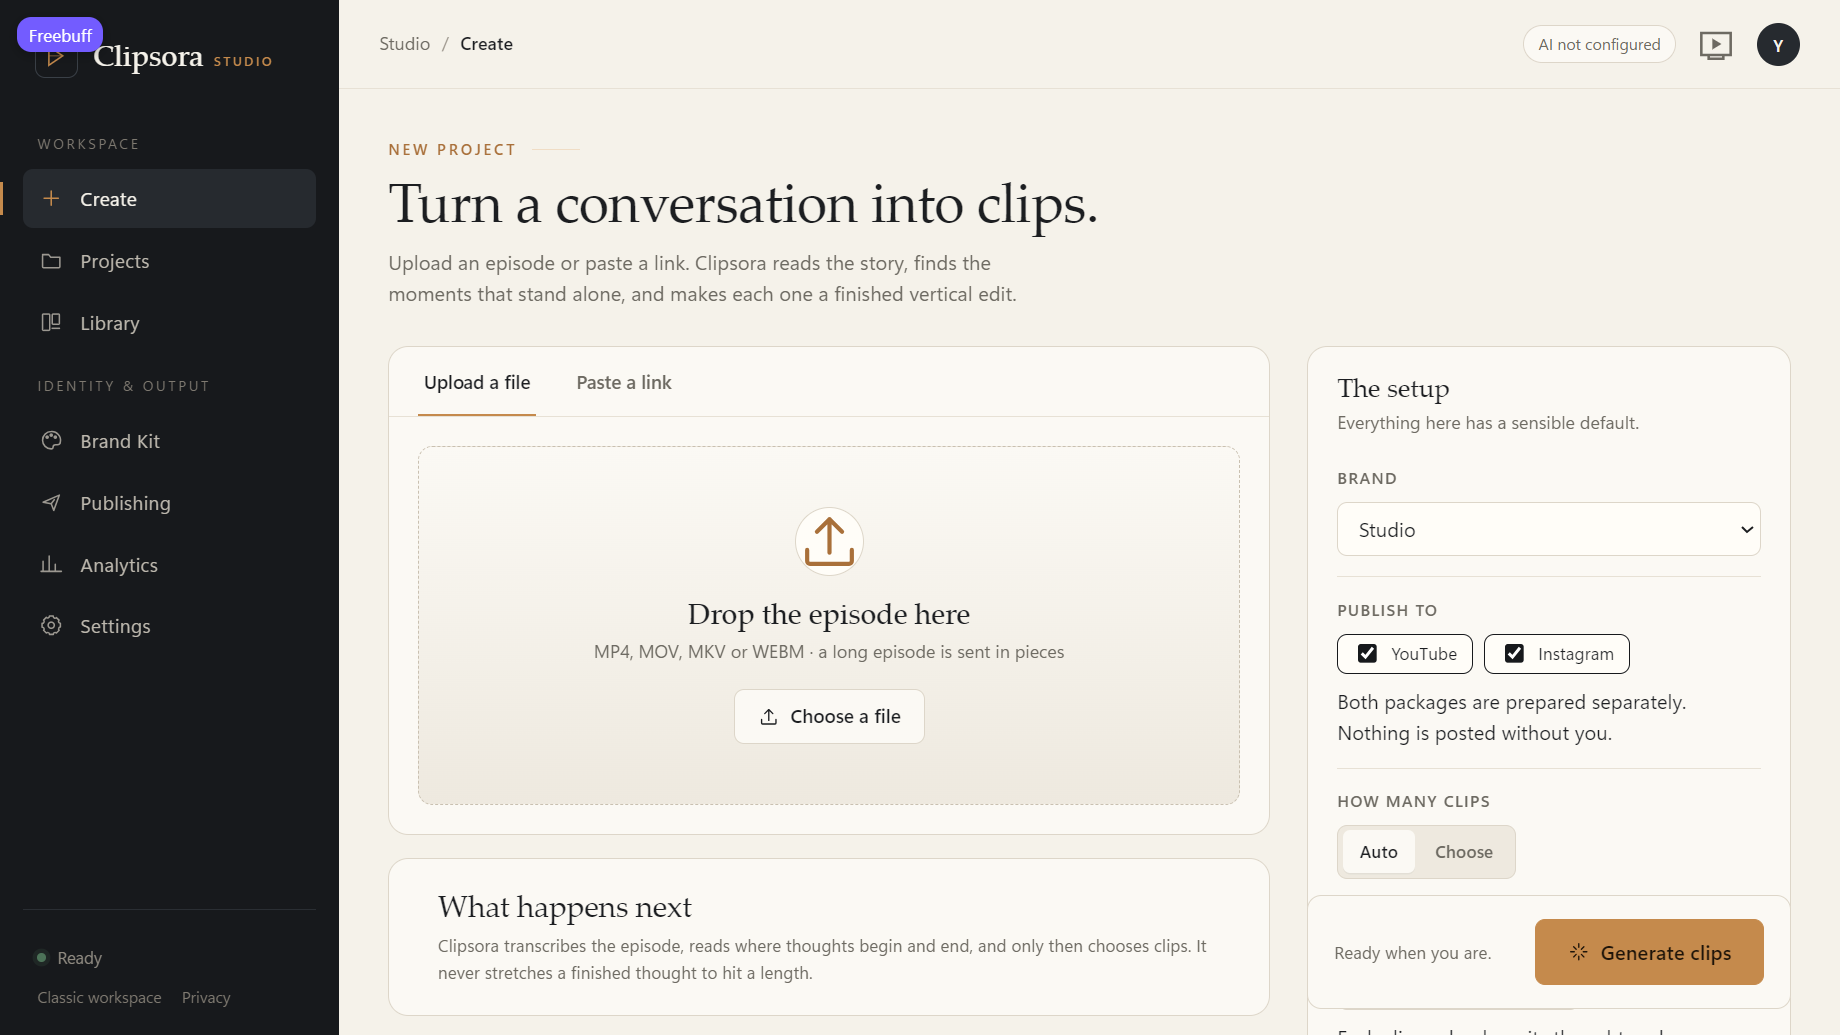 Freebuff
Clipsora STUDIO
WORKSPACE
Create
Projects
Library
IDENTITY & OUTPUT
Brand Kit
Publishing
Analytics
Settings
Ready
Classic workspace Privacy
Studio / Create
AI not configured
Y
NEW PROJECT
Turn a conversation into clips.
Upload an episode or paste a link. Clipsora reads the story, finds the
moments that stand alone, and makes each one a finished vertical edit.
Upload a file Paste a link
Drop the episode here
MP4, MOV, MKV or WEBM · a long episode is sent in pieces
Choose a file
What happens next
Clipsora transcribes the episode, reads where thoughts begin and end, and only then chooses clips. It
never stretches a finished thought to hit a length.
The setup
Everything here has a sensible default.
BRAND
Studio
PUBLISH TO
YouTube Instagram
Both packages are prepared separately.
Nothing is posted without you.
HOW MANY CLIPS
Auto Choose
Ready when you are.
Generate clips